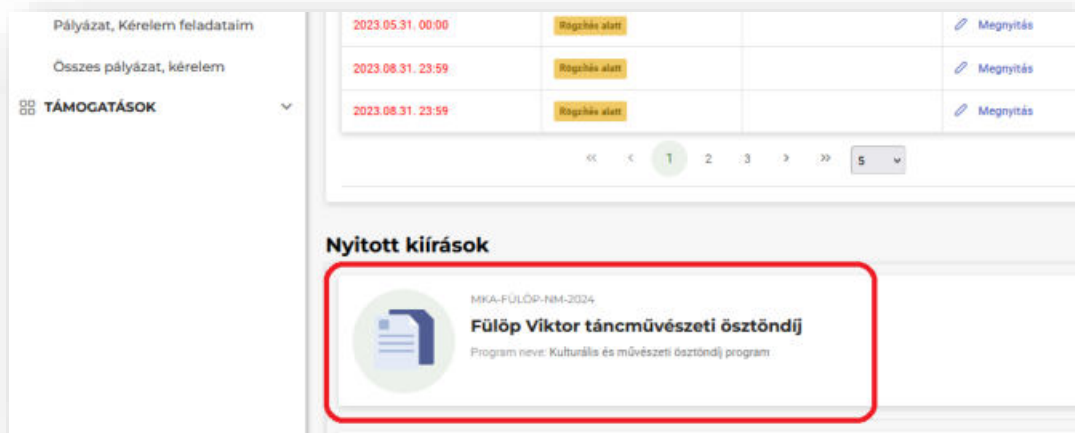 Pályázat, Kérelem feladataim
Összes pályázat, kérelem
TÁMOGATÁSOK
2023.05.31. 00:00 Rögzítés alatt Megnyitás
2023.08.31. 23:59 Rögzítés alatt Megnyitás
2023.08.31. 23:59 Rögzítés alatt Megnyitás
« < 1 2 3 > » 5
Nyitott kiírások
MKA-FÜLÖP-NM-2024
Fülöp Viktor táncművészeti ösztöndíj
Program neve: Kulturális és művészeti ösztöndíj program